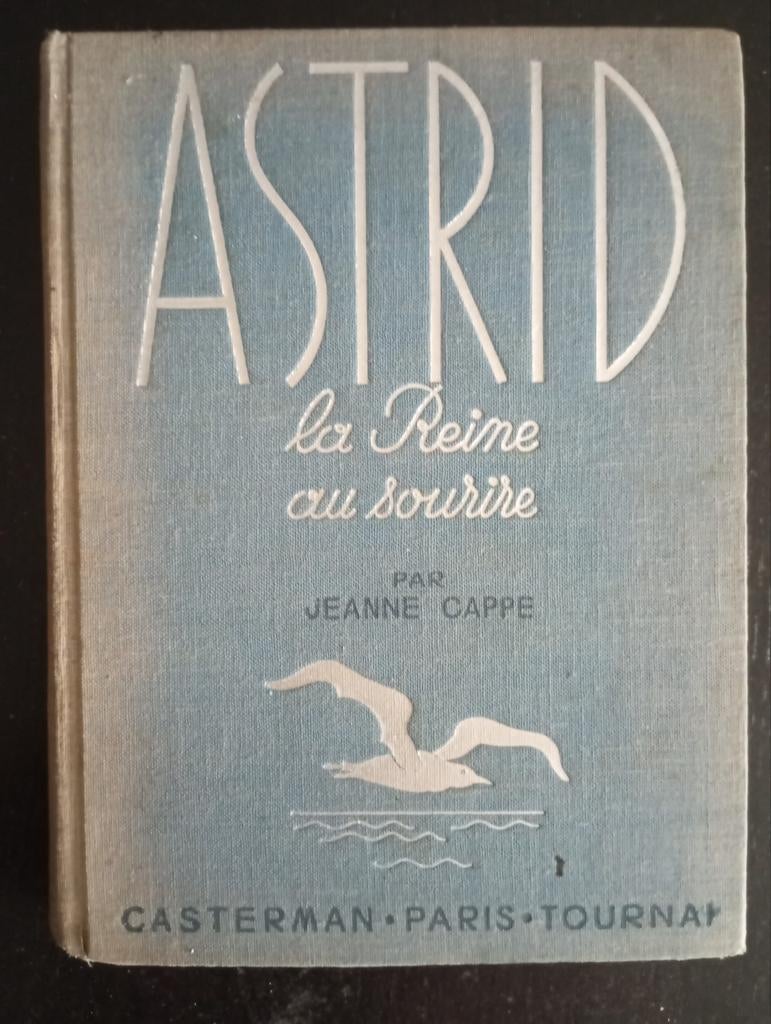 ASTRID
la Reine
au sourire
PAR
JEANNE CAPPE
CASTERMAN • PARIS • TOURNAI